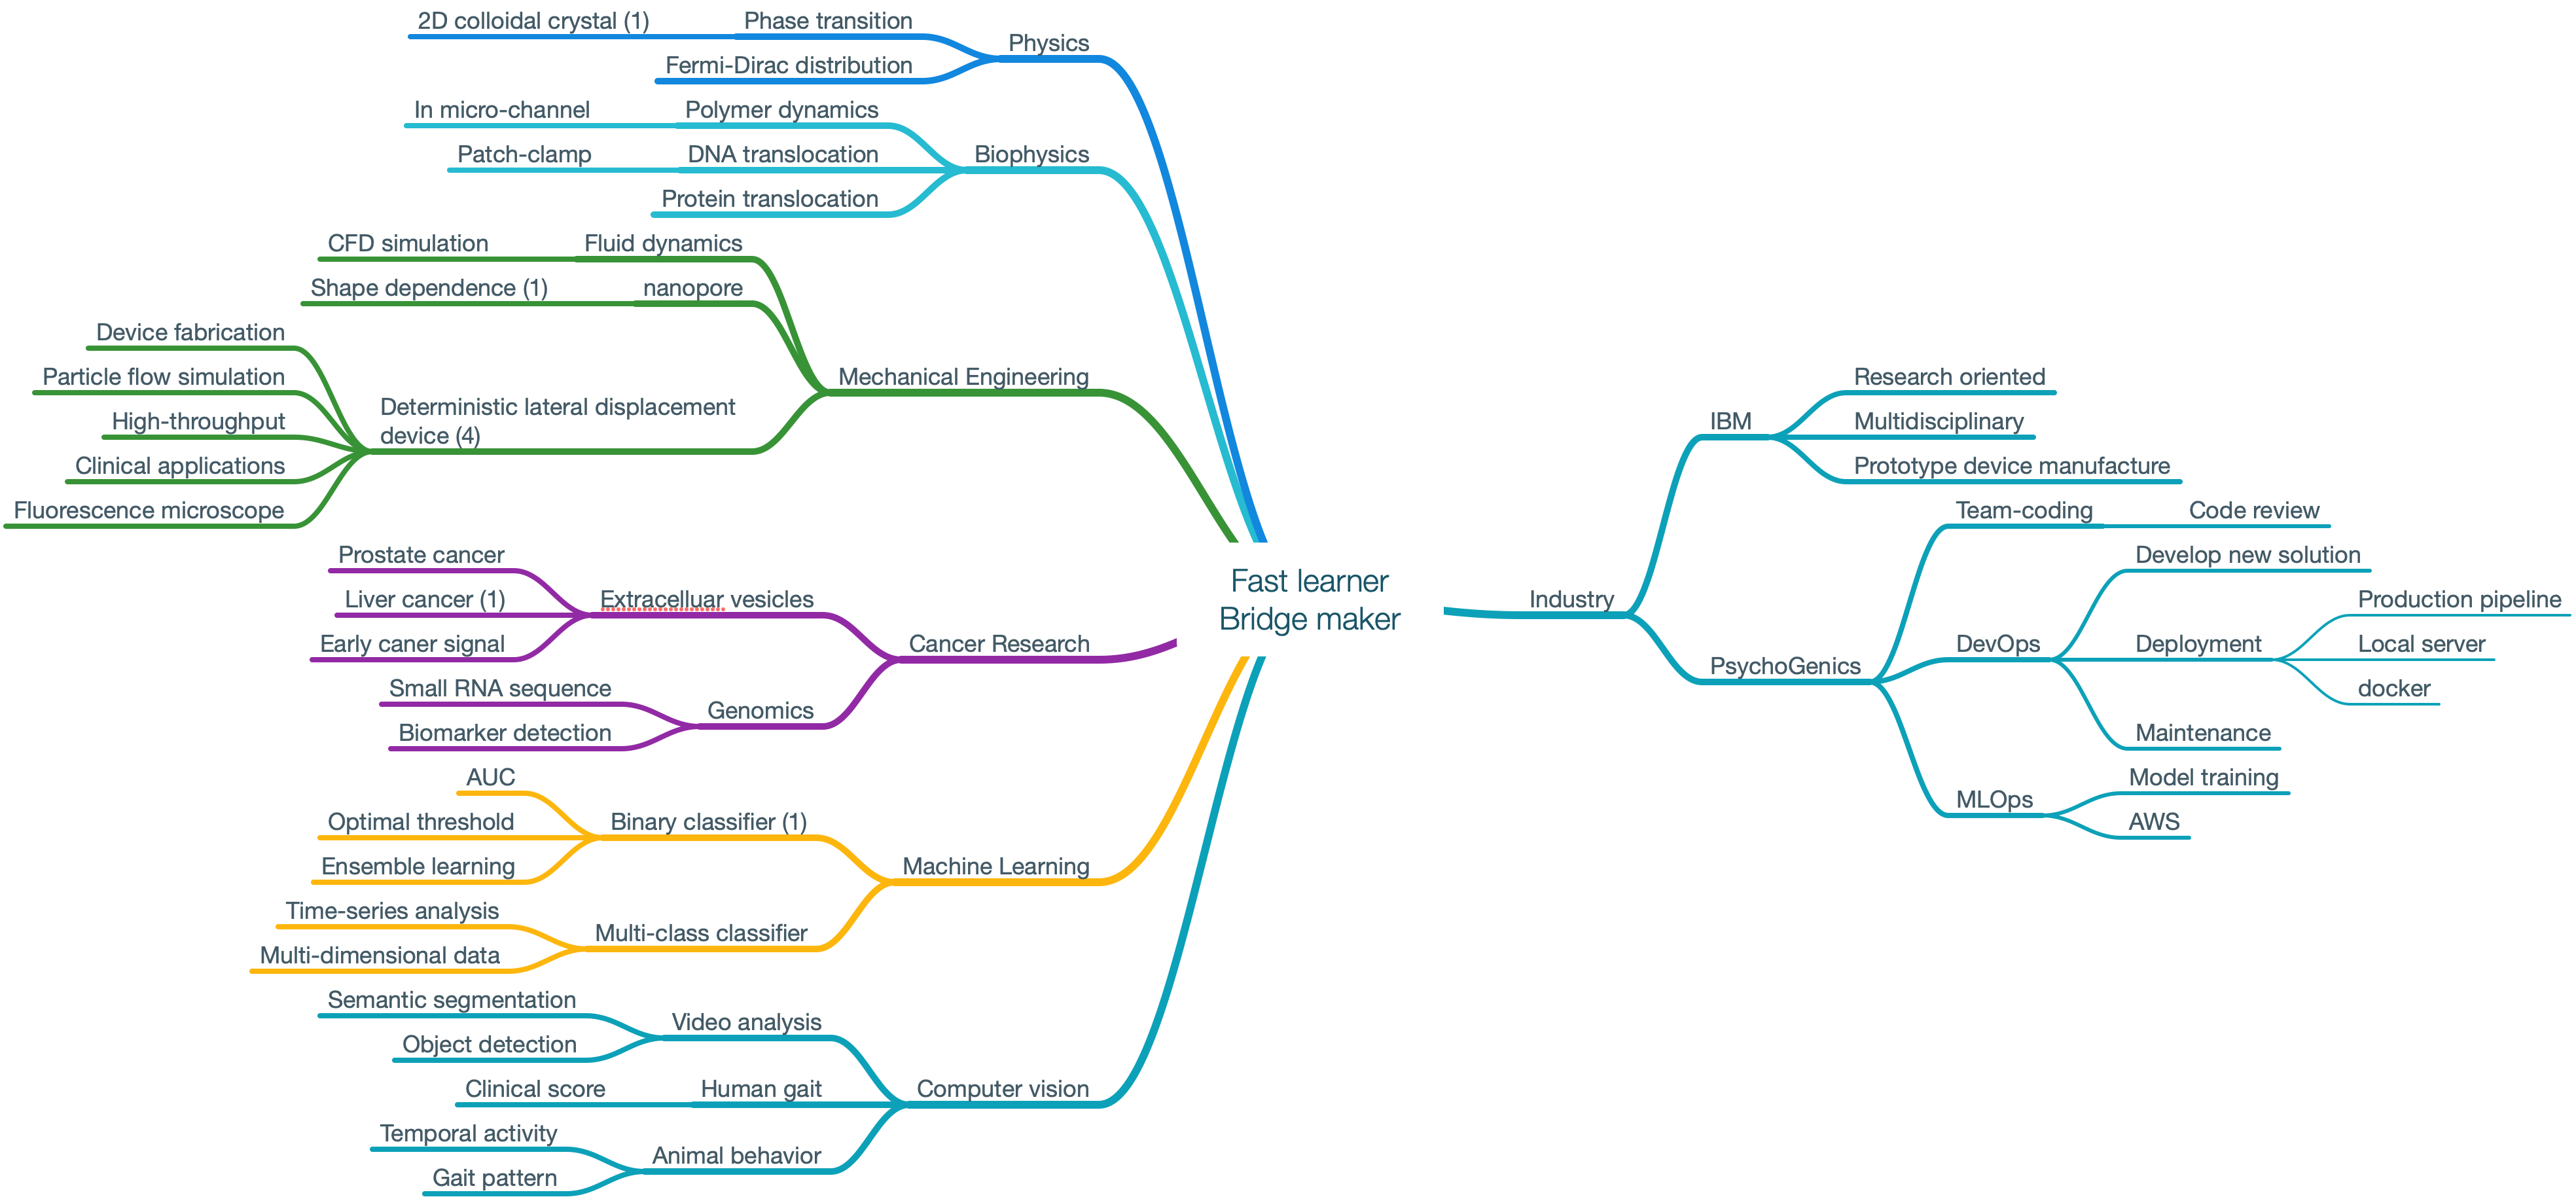 2D colloidal crystal (1)
Phase transition
Physics
Fermi-Dirac distribution
In micro-channel
Polymer dynamics
Patch-clamp
DNA translocation
Biophysics
Protein translocation
CFD simulation
Fluid dynamics
Shape dependence (1)
nanopore
Device fabrication
Particle flow simulation
High-throughput
Clinical applications
Fluorescence microscope
Deterministic lateral displacement
device (4)
Mechanical Engineering
Prostate cancer
Liver cancer (1)
Early caner signal
Extracelluar vesicles
Cancer Research
Small RNA sequence
Biomarker detection
Genomics
AUC
Optimal threshold
Ensemble learning
Binary classifier (1)
Machine Learning
Time-series analysis
Multi-dimensional data
Multi-class classifier
Semantic segmentation
Object detection
Video analysis
Clinical score
Human gait
Computer vision
Temporal activity
Gait pattern
Animal behavior
Fast learner
Bridge maker
Industry
IBM
Research oriented
Multidisciplinary
Prototype device manufacture
PsychoGenics
Team-coding
Code review
DevOps
Develop new solution
Deployment
Production pipeline
Local server
docker
Maintenance
MLOps
Model training
AWS